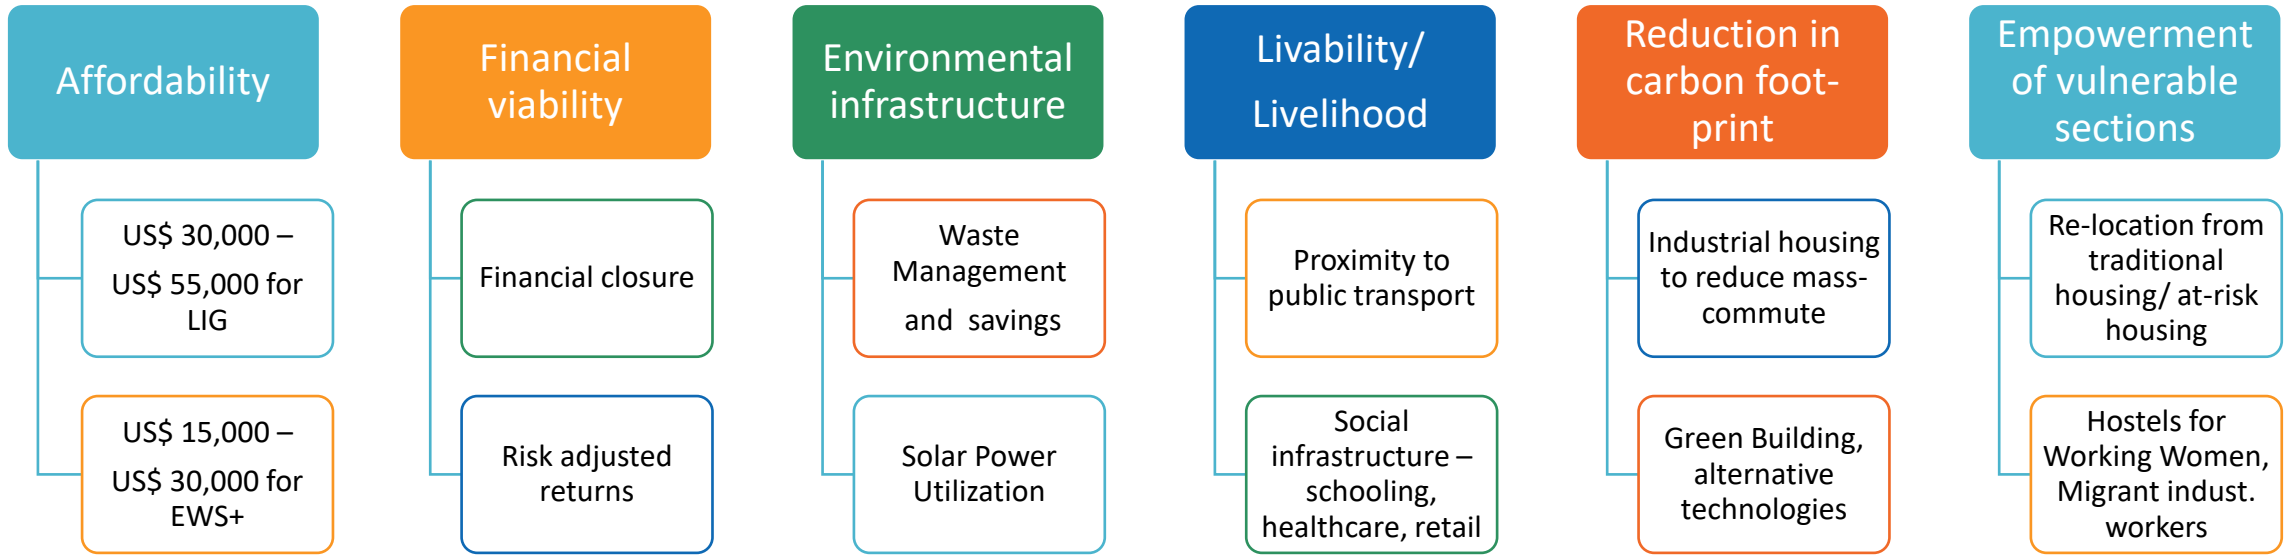 Affordability
US$ 30,000 –
US$ 55,000 for
LIG
US$ 15,000 –
US$ 30,000 for
EWS+
Financial
viability
Financial closure
Risk adjusted
returns
Environmental
infrastructure
Waste
Management
and savings
Solar Power
Utilization
Livability/
Livelihood
Proximity to
public transport
Social
infrastructure –
schooling,
healthcare, retail
Reduction in
carbon foot-
print
Industrial housing
to reduce mass-
commute
Green Building,
alternative
technologies
Empowerment
of vulnerable
sections
Re-location from
traditional
housing/ at-risk
housing
Hostels for
Working Women,
Migrant indust.
workers